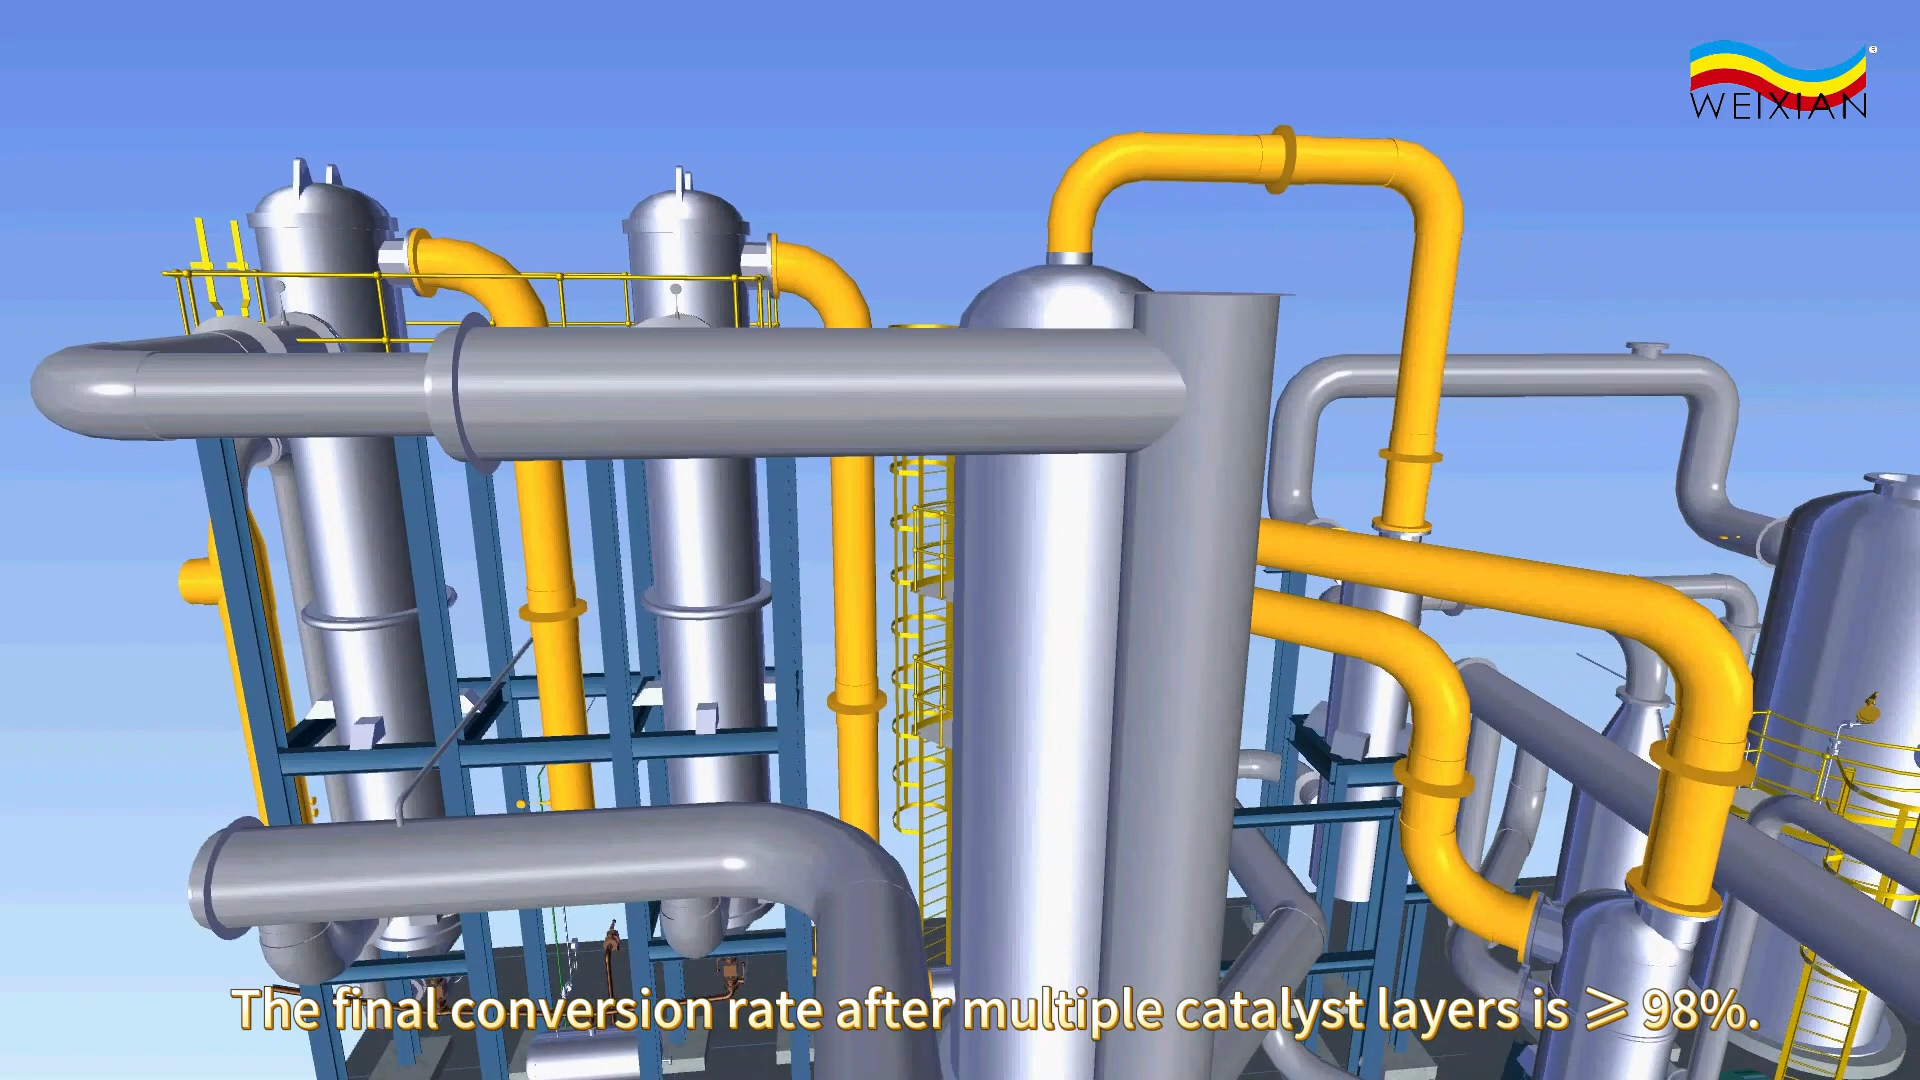 WEIXIAN
The final conversion rate after multiple catalyst layers is ≥ 98%.